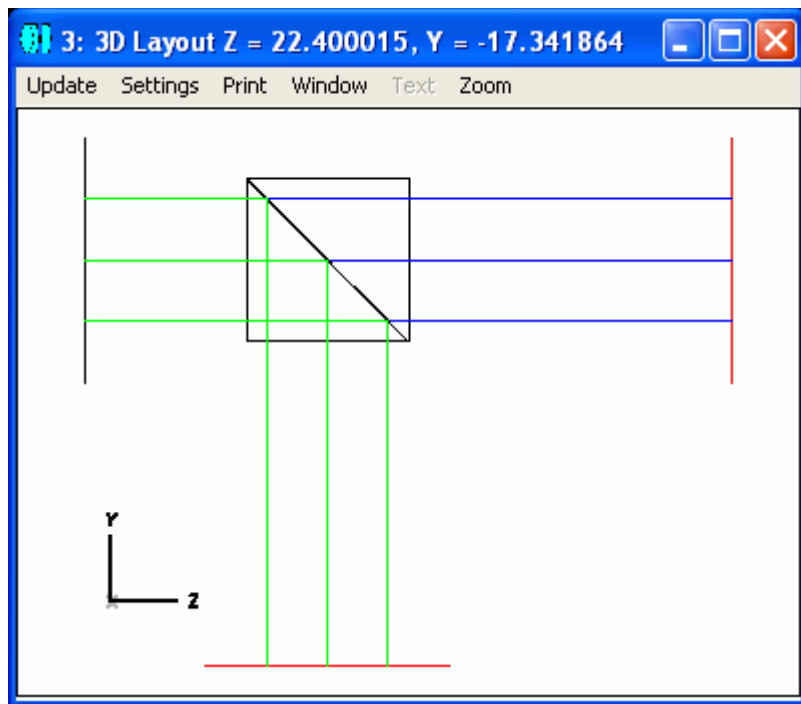 3: 3D Layout Z = 22.400015, Y = -17.341864
Update Settings Print Window Text Zoom
Y
Z